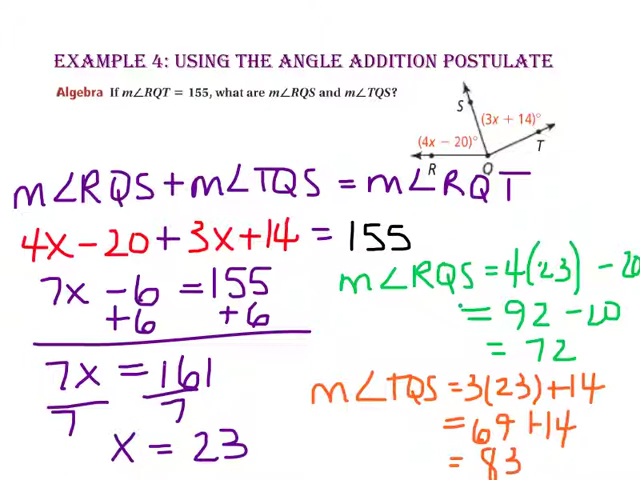 EXAMPLE 4: USING THE ANGLE ADDITION POSTULATE
Algebra If m∠RQT = 155, what are m∠RQS and m∠TQS?
S
(3x + 14)°
(4x − 20)°
T
R
Q
m∠RQS + m∠TQS = m∠RQT
4x − 20 + 3x + 14 = 155
7x − 6 = 155
+6 +6
7x = 161
7 7
x = 23
m∠RQS = 4(23) − 20
= 92 − 20
= 72
m∠TQS = 3(23) + 14
= 69 + 14
= 83